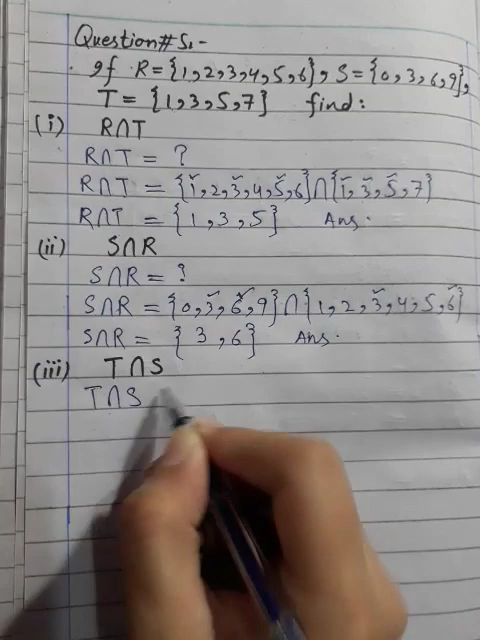 Question#5:-
If R={1,2,3,4,5,6}, S={0,3,6,9},
T = {1,3,5,7} find:
(i) R∩T
R∩T = ?
R∩T = {1,2,3,4,5,6}∩{1,3,5,7}
R∩T = {1,3,5} Ans.
(ii) S∩R
S∩R = ?
S∩R = {0,3,6,9}∩{1,2,3,4,5,6}
S∩R = {3,6} Ans.
(iii) T∩S
T∩S